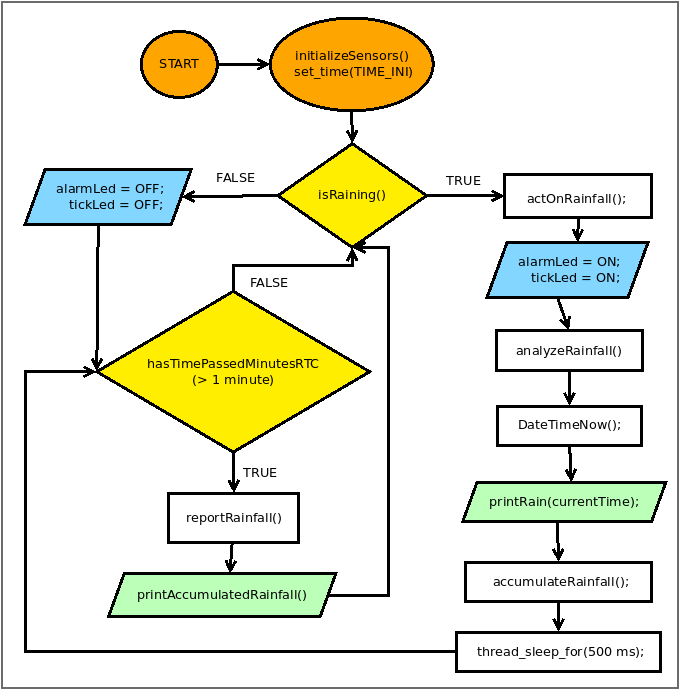 START
initializeSensors()
set_time(TIME_INI)
FALSE
TRUE
isRaining()
alarmLed = OFF;
tickLed = OFF;
actOnRainfall();
alarmLed = ON;
tickLed = ON;
FALSE
analyzeRainfall()
hasTimePassedMinutesRTC
(> 1 minute)
DateTimeNow();
TRUE
printRain(currentTime);
reportRainfall()
accumulateRainfall();
printAccumulatedRainfall()
thread_sleep_for(500 ms);